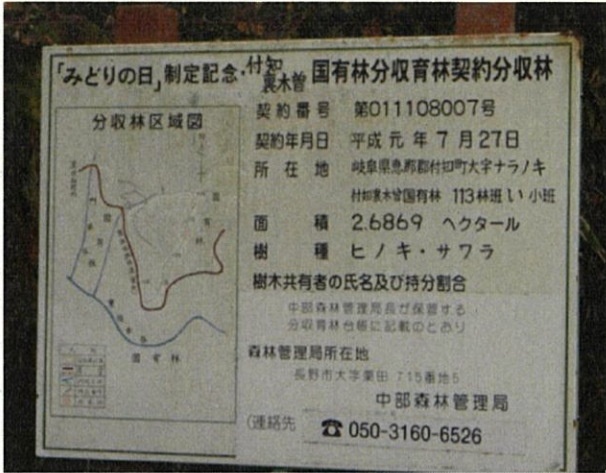 「みどりの日」制定記念・付知裏木曽 国有林分収育林契約分収林
分収林区域図
国有林
契約番号 第011108007号
契約年月日 平成元年7月27日
所在地 岐阜県恵那郡付知町大字ナラノキ
付知裏木曽国有林 113林班い小班
面積 2.6869 ヘクタール
樹種 ヒノキ・サワラ
樹木共有者の氏名及び持分割合
中部森林管理局長が保管する
分収育林台帳に記載のとおり
森林管理局所在地
長野市大字栗田 715番地5
中部森林管理局
(連絡先 ☎ 050-3160-6526